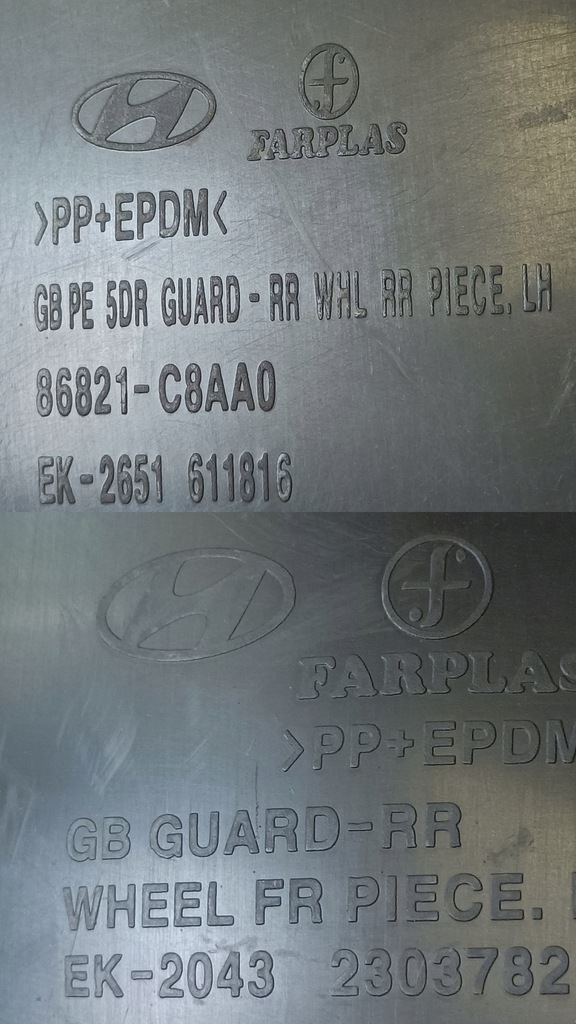 FARPLAS
>PP+EPDM<
GB PE 5DR GUARD-RR WHL RR PIECE. LH
86821-C8AA0
EK-2651 611816
FARPLAS
>PP+EPDM
GB GUARD-RR
WHEEL FR PIECE.
EK-2043 2303782